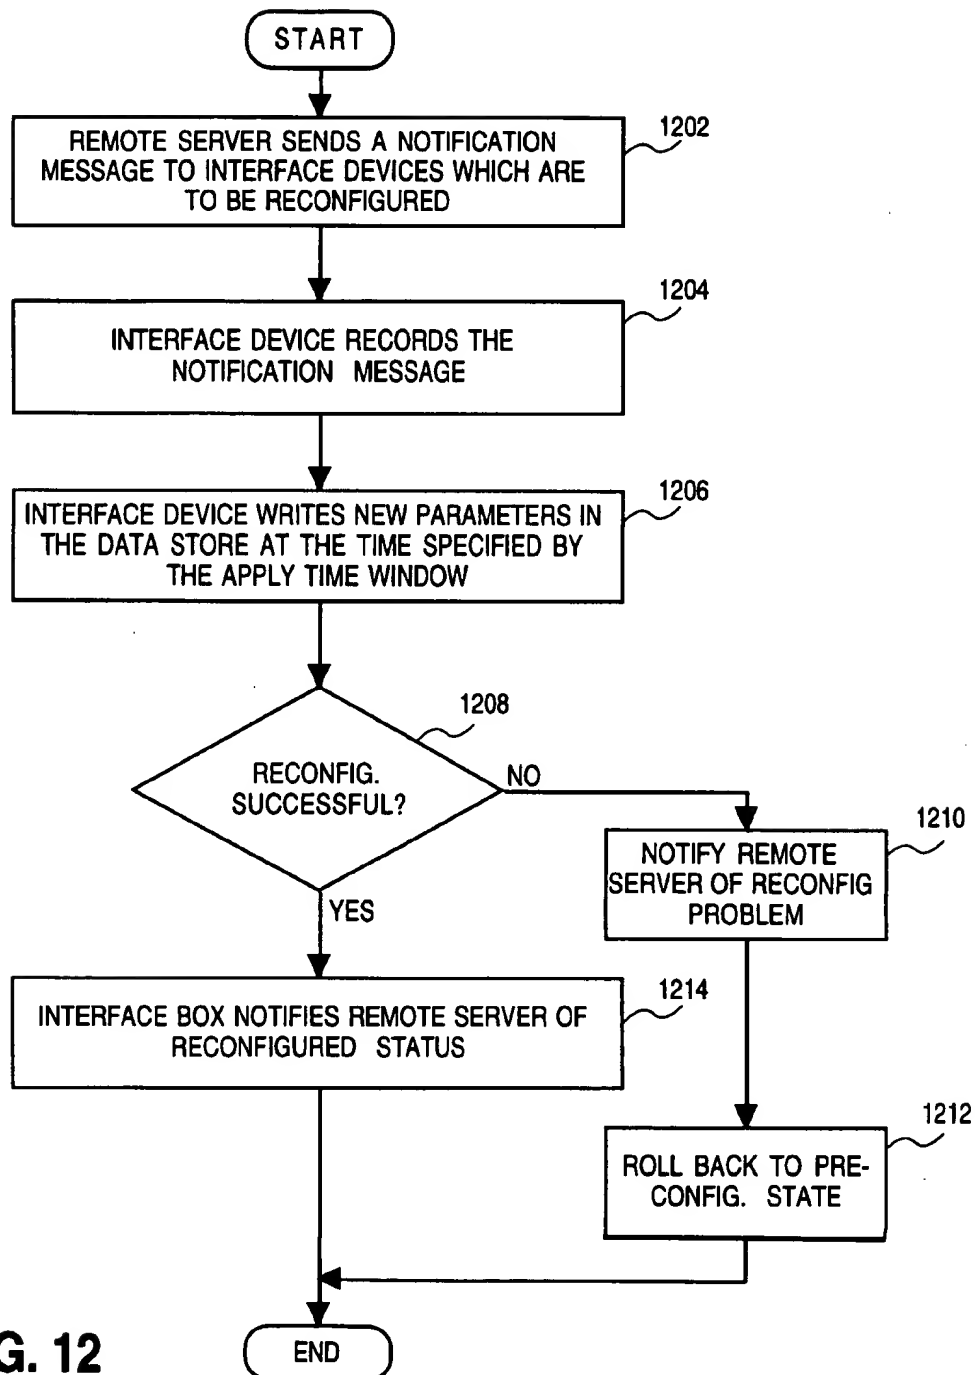 START
1202
REMOTE SERVER SENDS A NOTIFICATION
MESSAGE TO INTERFACE DEVICES WHICH ARE
TO BE RECONFIGURED
1204
INTERFACE DEVICE RECORDS THE
NOTIFICATION MESSAGE
1206
INTERFACE DEVICE WRITES NEW PARAMETERS IN
THE DATA STORE AT THE TIME SPECIFIED BY
THE APPLY TIME WINDOW
1208
RECONFIG.
SUCCESSFUL?
NO
YES
1210
NOTIFY REMOTE
SERVER OF RECONFIG
PROBLEM
1214
INTERFACE BOX NOTIFIES REMOTE SERVER OF
RECONFIGURED STATUS
1212
ROLL BACK TO PRE-
CONFIG. STATE
END
G. 12